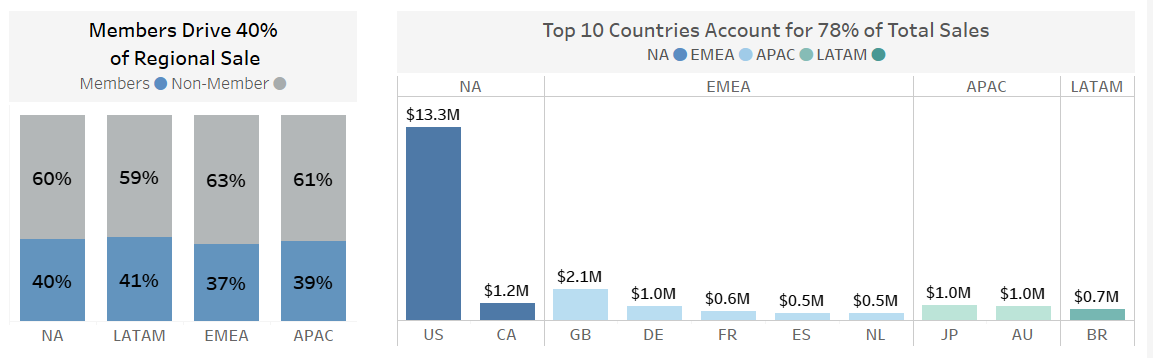 Members Drive 40%
of Regional Sale
Members Non-Member
60% 59% 63% 61%
40% 41% 37% 39%
NA LATAM EMEA APAC
Top 10 Countries Account for 78% of Total Sales
NA EMEA APAC LATAM
NA EMEA APAC LATAM
$13.3M $1.2M $2.1M $1.0M $0.6M $0.5M $0.5M $1.0M $1.0M $0.7M
US CA GB DE FR ES NL JP AU BR